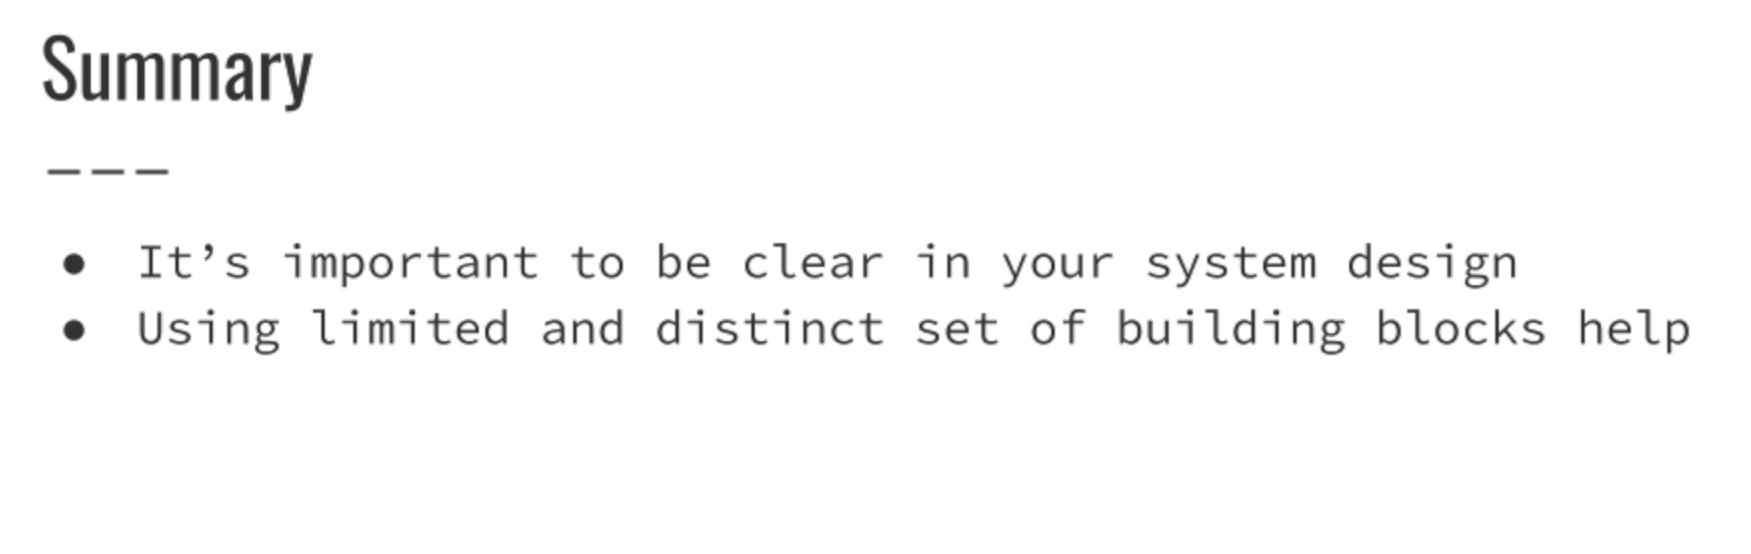 Summary
———
● It’s important to be clear in your system design
● Using limited and distinct set of building blocks help